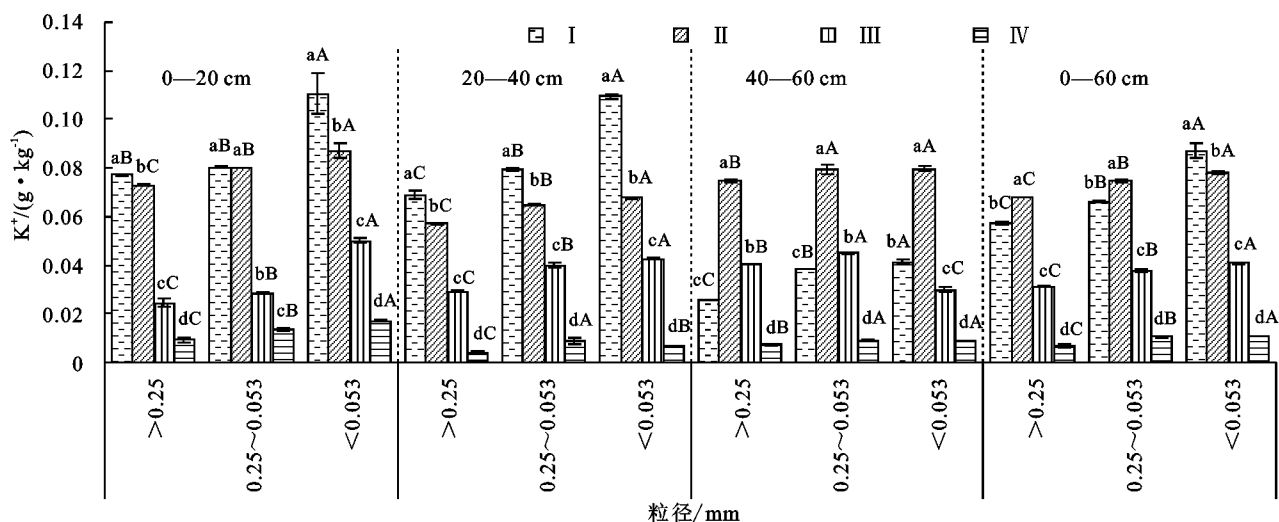 K⁺/(g·kg⁻¹)
0.14
0.12
0.10
0.08
0.06
0.04
0.02
0
Ⅰ Ⅱ Ⅲ Ⅳ
0—20 cm 20—40 cm 40—60 cm 0—60 cm
aB bC cC dC aB aB bB cB aA bA cA dA
aC bC cC dC aB bB cB dA aA bA cA dB
cC aB bB dB cB aA bA dA bA aA cC dA
bC aC cC dC bB aB cB dB aA bA cA dA
>0.25 0.25~0.053 <0.053 >0.25 0.25~0.053 <0.053 >0.25 0.25~0.053 <0.053 >0.25 0.25~0.053 <0.053
粒径/mm